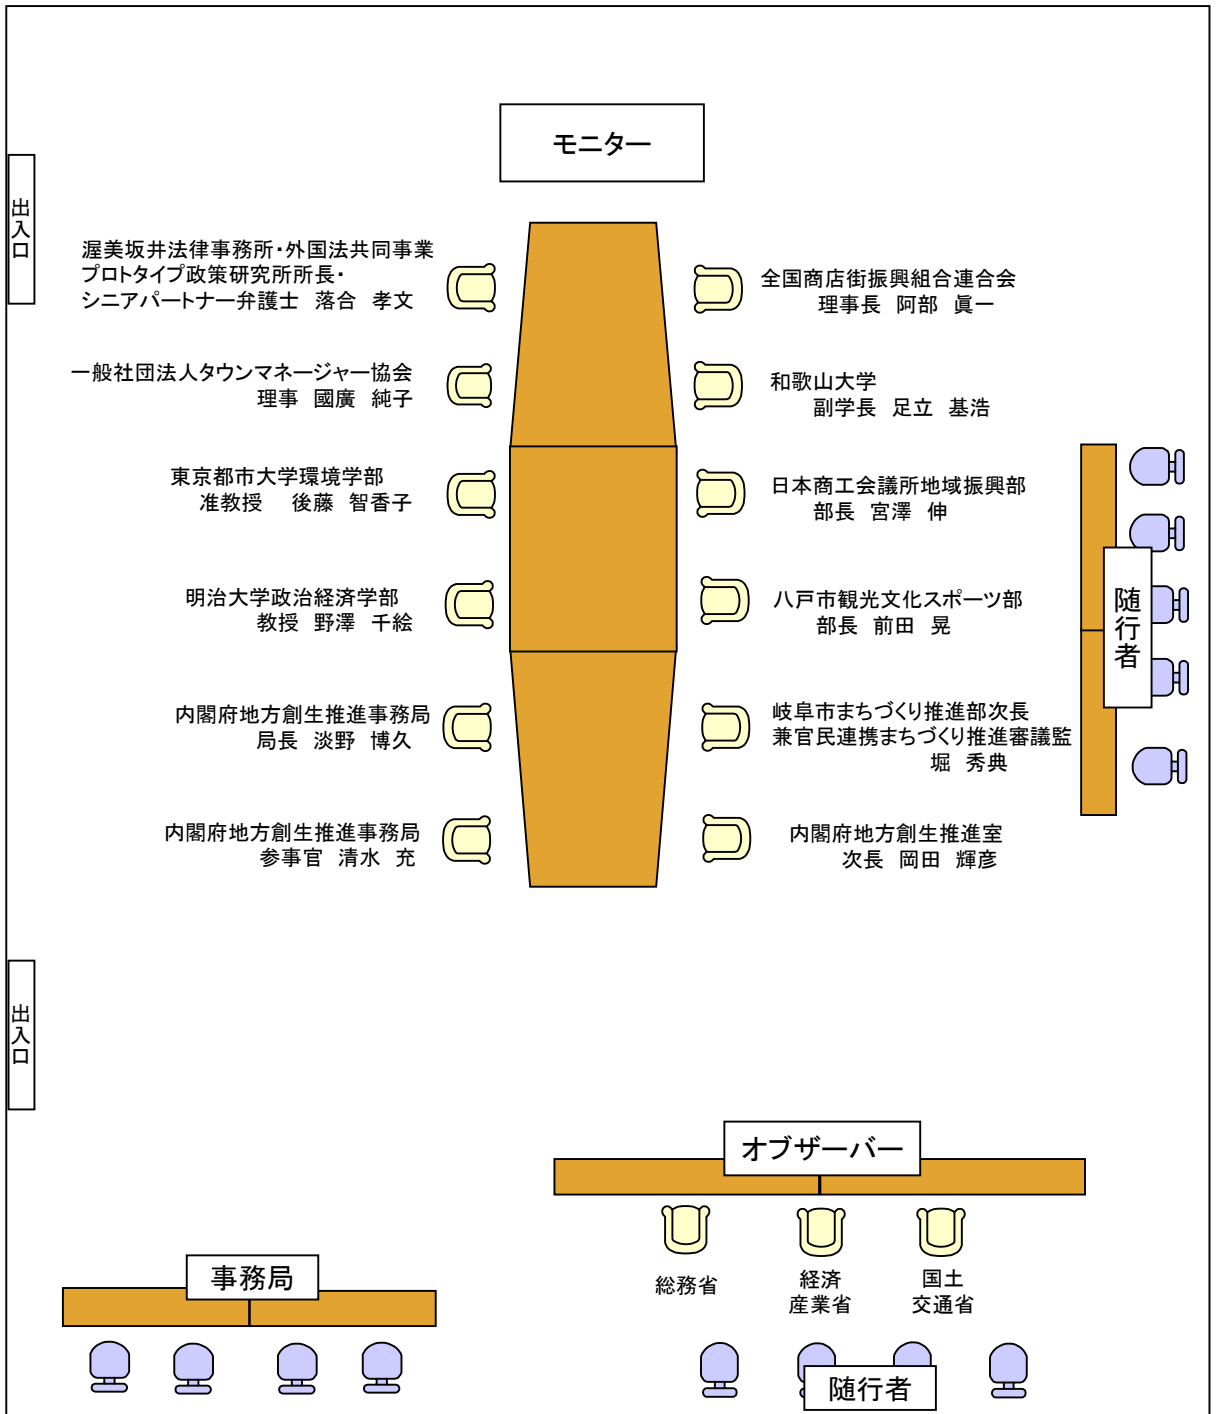 モニター
出入口
渥美坂井法律事務所・外国法共同事業
プロトタイプ政策研究所所長・
シニアパートナー弁護士　落合　孝文
一般社団法人タウンマネージャー協会
理事　國廣　純子
東京都市大学環境学部
准教授　後藤　智香子
明治大学政治経済学部
教授　野澤　千絵
内閣府地方創生推進事務局
局長　淡野　博久
内閣府地方創生推進事務局
参事官　清水　充
全国商店街振興組合連合会
理事長　阿部　眞一
和歌山大学
副学長　足立　基浩
日本商工会議所地域振興部
部長　宮澤　伸
八戸市観光文化スポーツ部
部長　前田　晃
岐阜市まちづくり推進部次長
兼官民連携まちづくり推進審議監
堀　秀典
内閣府地方創生推進室
次長　岡田　輝彦
随行者
出入口
オブザーバー
総務省
経済
産業省
国土
交通省
事務局
随行者